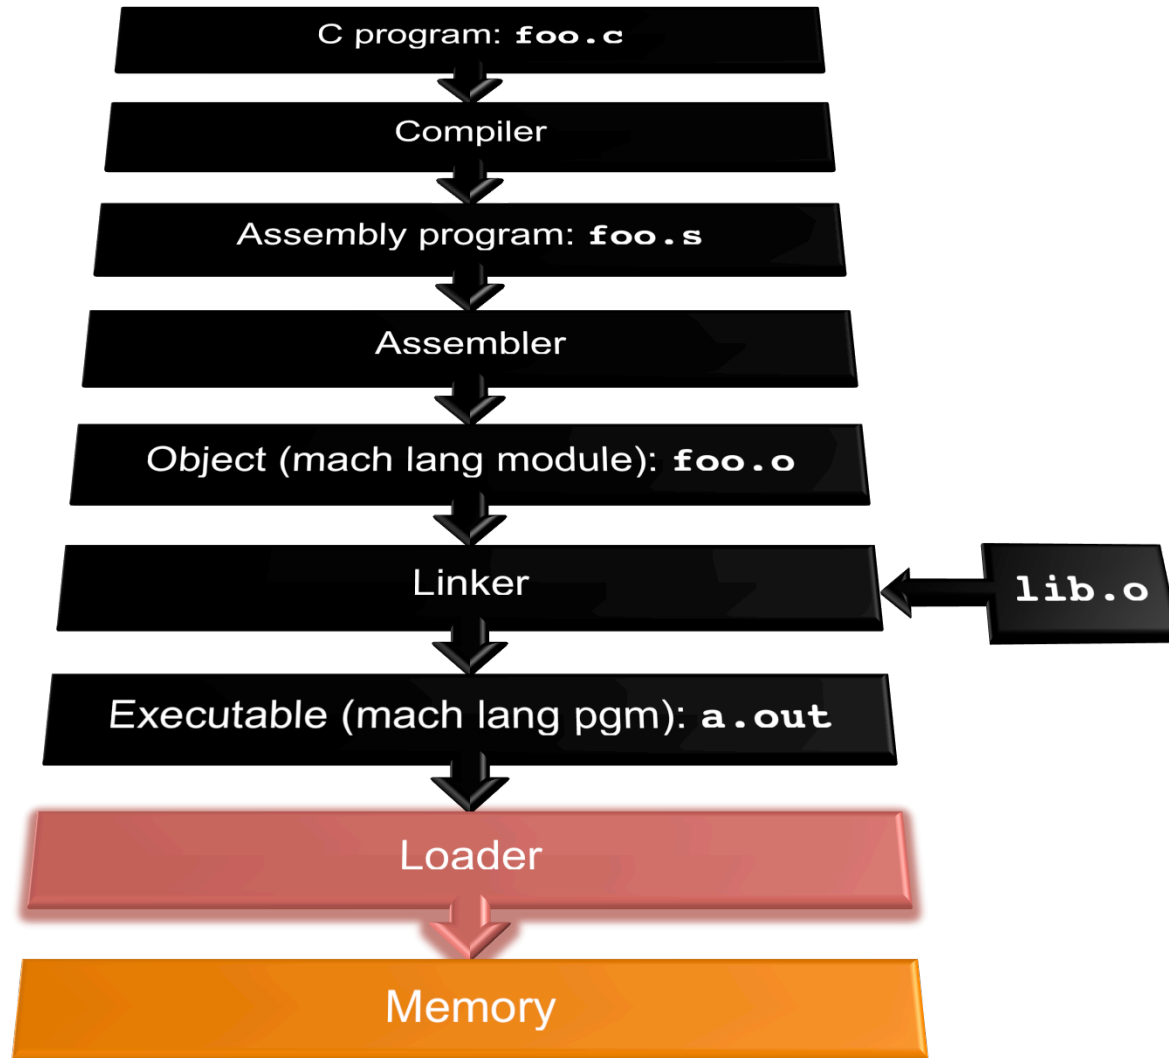 C program: foo.c
Compiler
Assembly program: foo.s
Assembler
Object (mach lang module): foo.o
Linker
lib.o
Executable (mach lang pgm): a.out
Loader
Memory